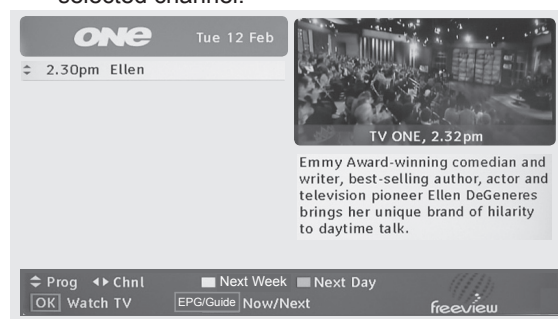 selected channel.
ONE Tue 12 Feb
2.30pm Ellen
TV ONE, 2.32pm
Emmy Award-winning comedian and
writer, best-selling author, actor and
television pioneer Ellen DeGeneres
brings her unique brand of hilarity
to daytime talk.
Prog Chnl Next Week Next Day
OK Watch TV EPG/Guide Now/Next
freeview